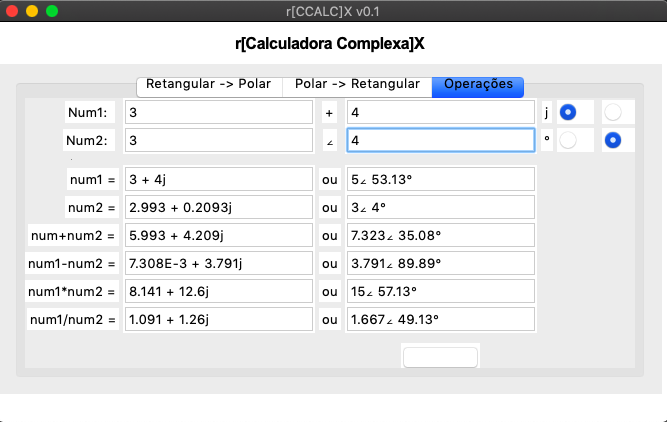 r[CCALC]X v0.1
r[Calculadora Complexa]X
Retangular -> Polar Polar -> Retangular Operações
Num1: 3 + 4 j
Num2: 3 ∠ 4 °
num1 = 3 + 4j ou 5∠ 53.13°
num2 = 2.993 + 0.2093j ou 3∠ 4°
num+num2 = 5.993 + 4.209j ou 7.323∠ 35.08°
num1-num2 = 7.308E-3 + 3.791j ou 3.791∠ 89.89°
num1*num2 = 8.141 + 12.6j ou 15∠ 57.13°
num1/num2 = 1.091 + 1.26j ou 1.667∠ 49.13°